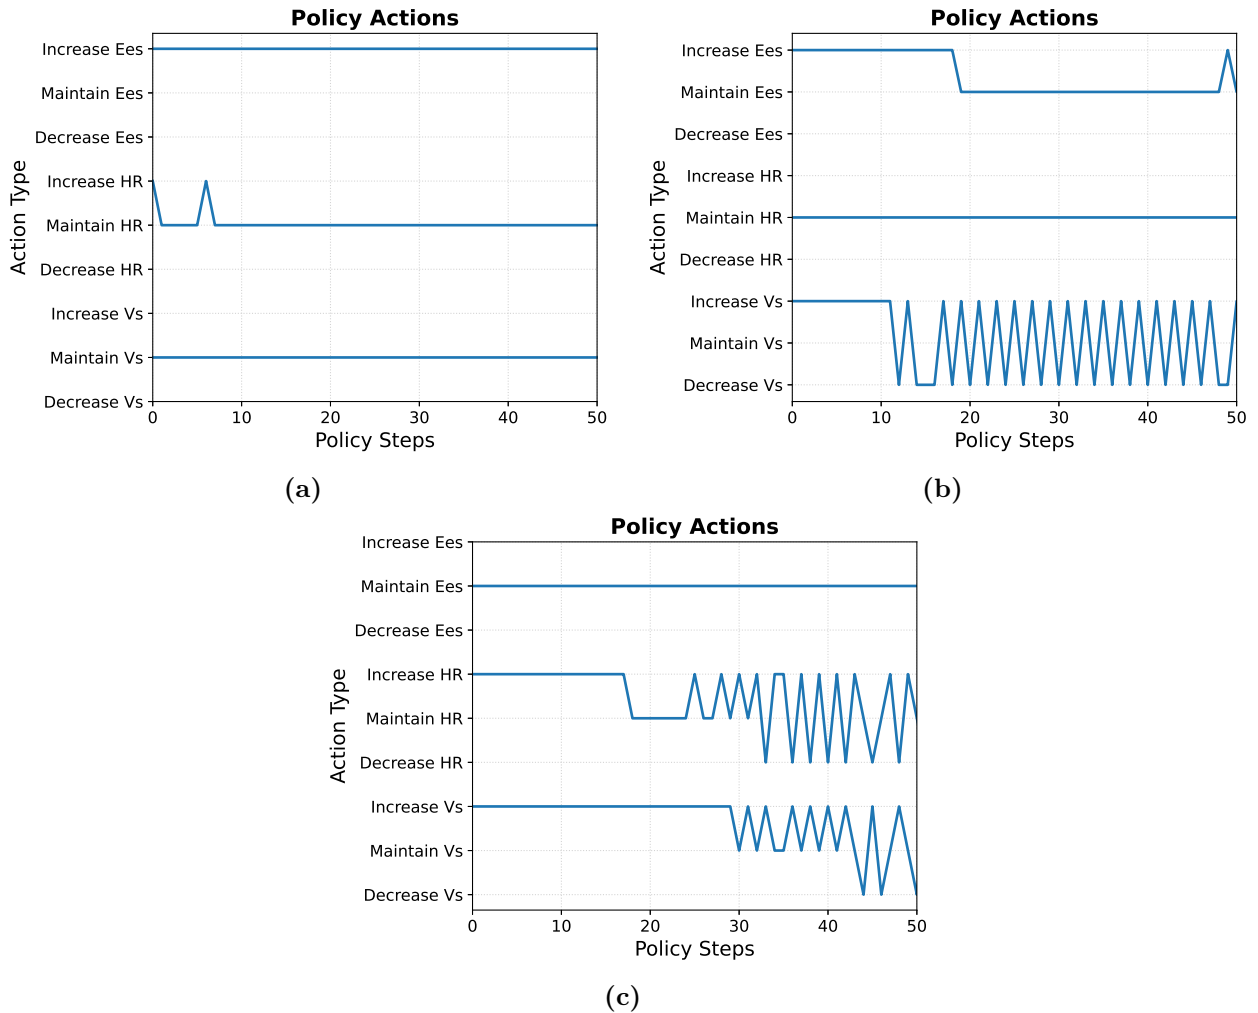 Policy Actions
Increase Ees
Maintain Ees
Decrease Ees
Increase HR
Maintain HR
Decrease HR
Increase Vs
Maintain Vs
Decrease Vs
Action Type
0 10 20 30 40 50
Policy Steps
(a)
Policy Actions
Increase Ees
Maintain Ees
Decrease Ees
Increase HR
Maintain HR
Decrease HR
Increase Vs
Maintain Vs
Decrease Vs
Action Type
0 10 20 30 40 50
Policy Steps
(b)
Policy Actions
Increase Ees
Maintain Ees
Decrease Ees
Increase HR
Maintain HR
Decrease HR
Increase Vs
Maintain Vs
Decrease Vs
Action Type
0 10 20 30 40 50
Policy Steps
(c)